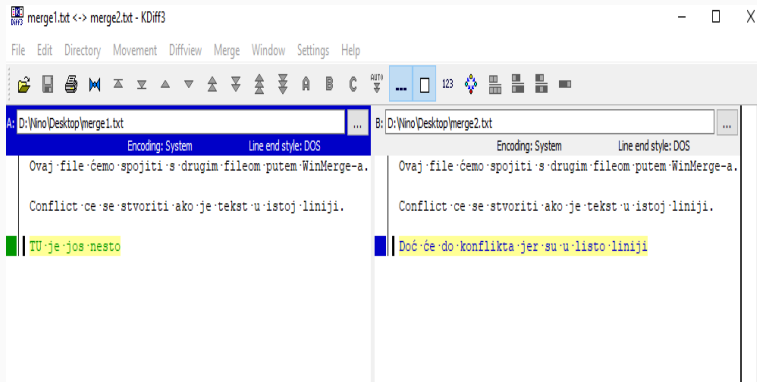 merge1.txt <-> merge2.txt - KDiff3
File Edit Directory Movement Diffview Merge Window Settings Help
A B C AUTO 123
A: D:\Nino\Desktop\merge1.txt ... B: D:\Nino\Desktop\merge2.txt ...
Encoding: System Line end style: DOS Encoding: System Line end style: DOS
Ovaj·file·ćemo·spojiti·s·drugim·fileom·putem·WinMerge-a. Ovaj·file·ćemo·spojiti·s·drugim·fileom·putem·WinMerge-a.
Conflict·ce·se·stvoriti·ako·je·tekst·u·istoj·liniji. Conflict·ce·se·stvoriti·ako·je·tekst·u·istoj·liniji.
TU·je·jos·nesto Doć·će·do·konflikta·jer·su·u·listo·liniji